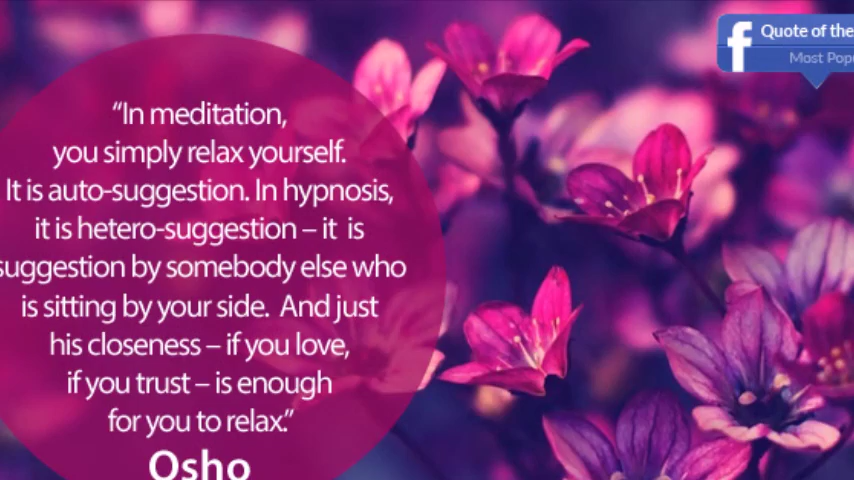 “In meditation,
you simply relax yourself.
It is auto-suggestion. In hypnosis,
it is hetero-suggestion – it is
suggestion by somebody else who
is sitting by your side. And just
his closeness – if you love,
if you trust – is enough
for you to relax.”
Osho
f Quote of the
Most